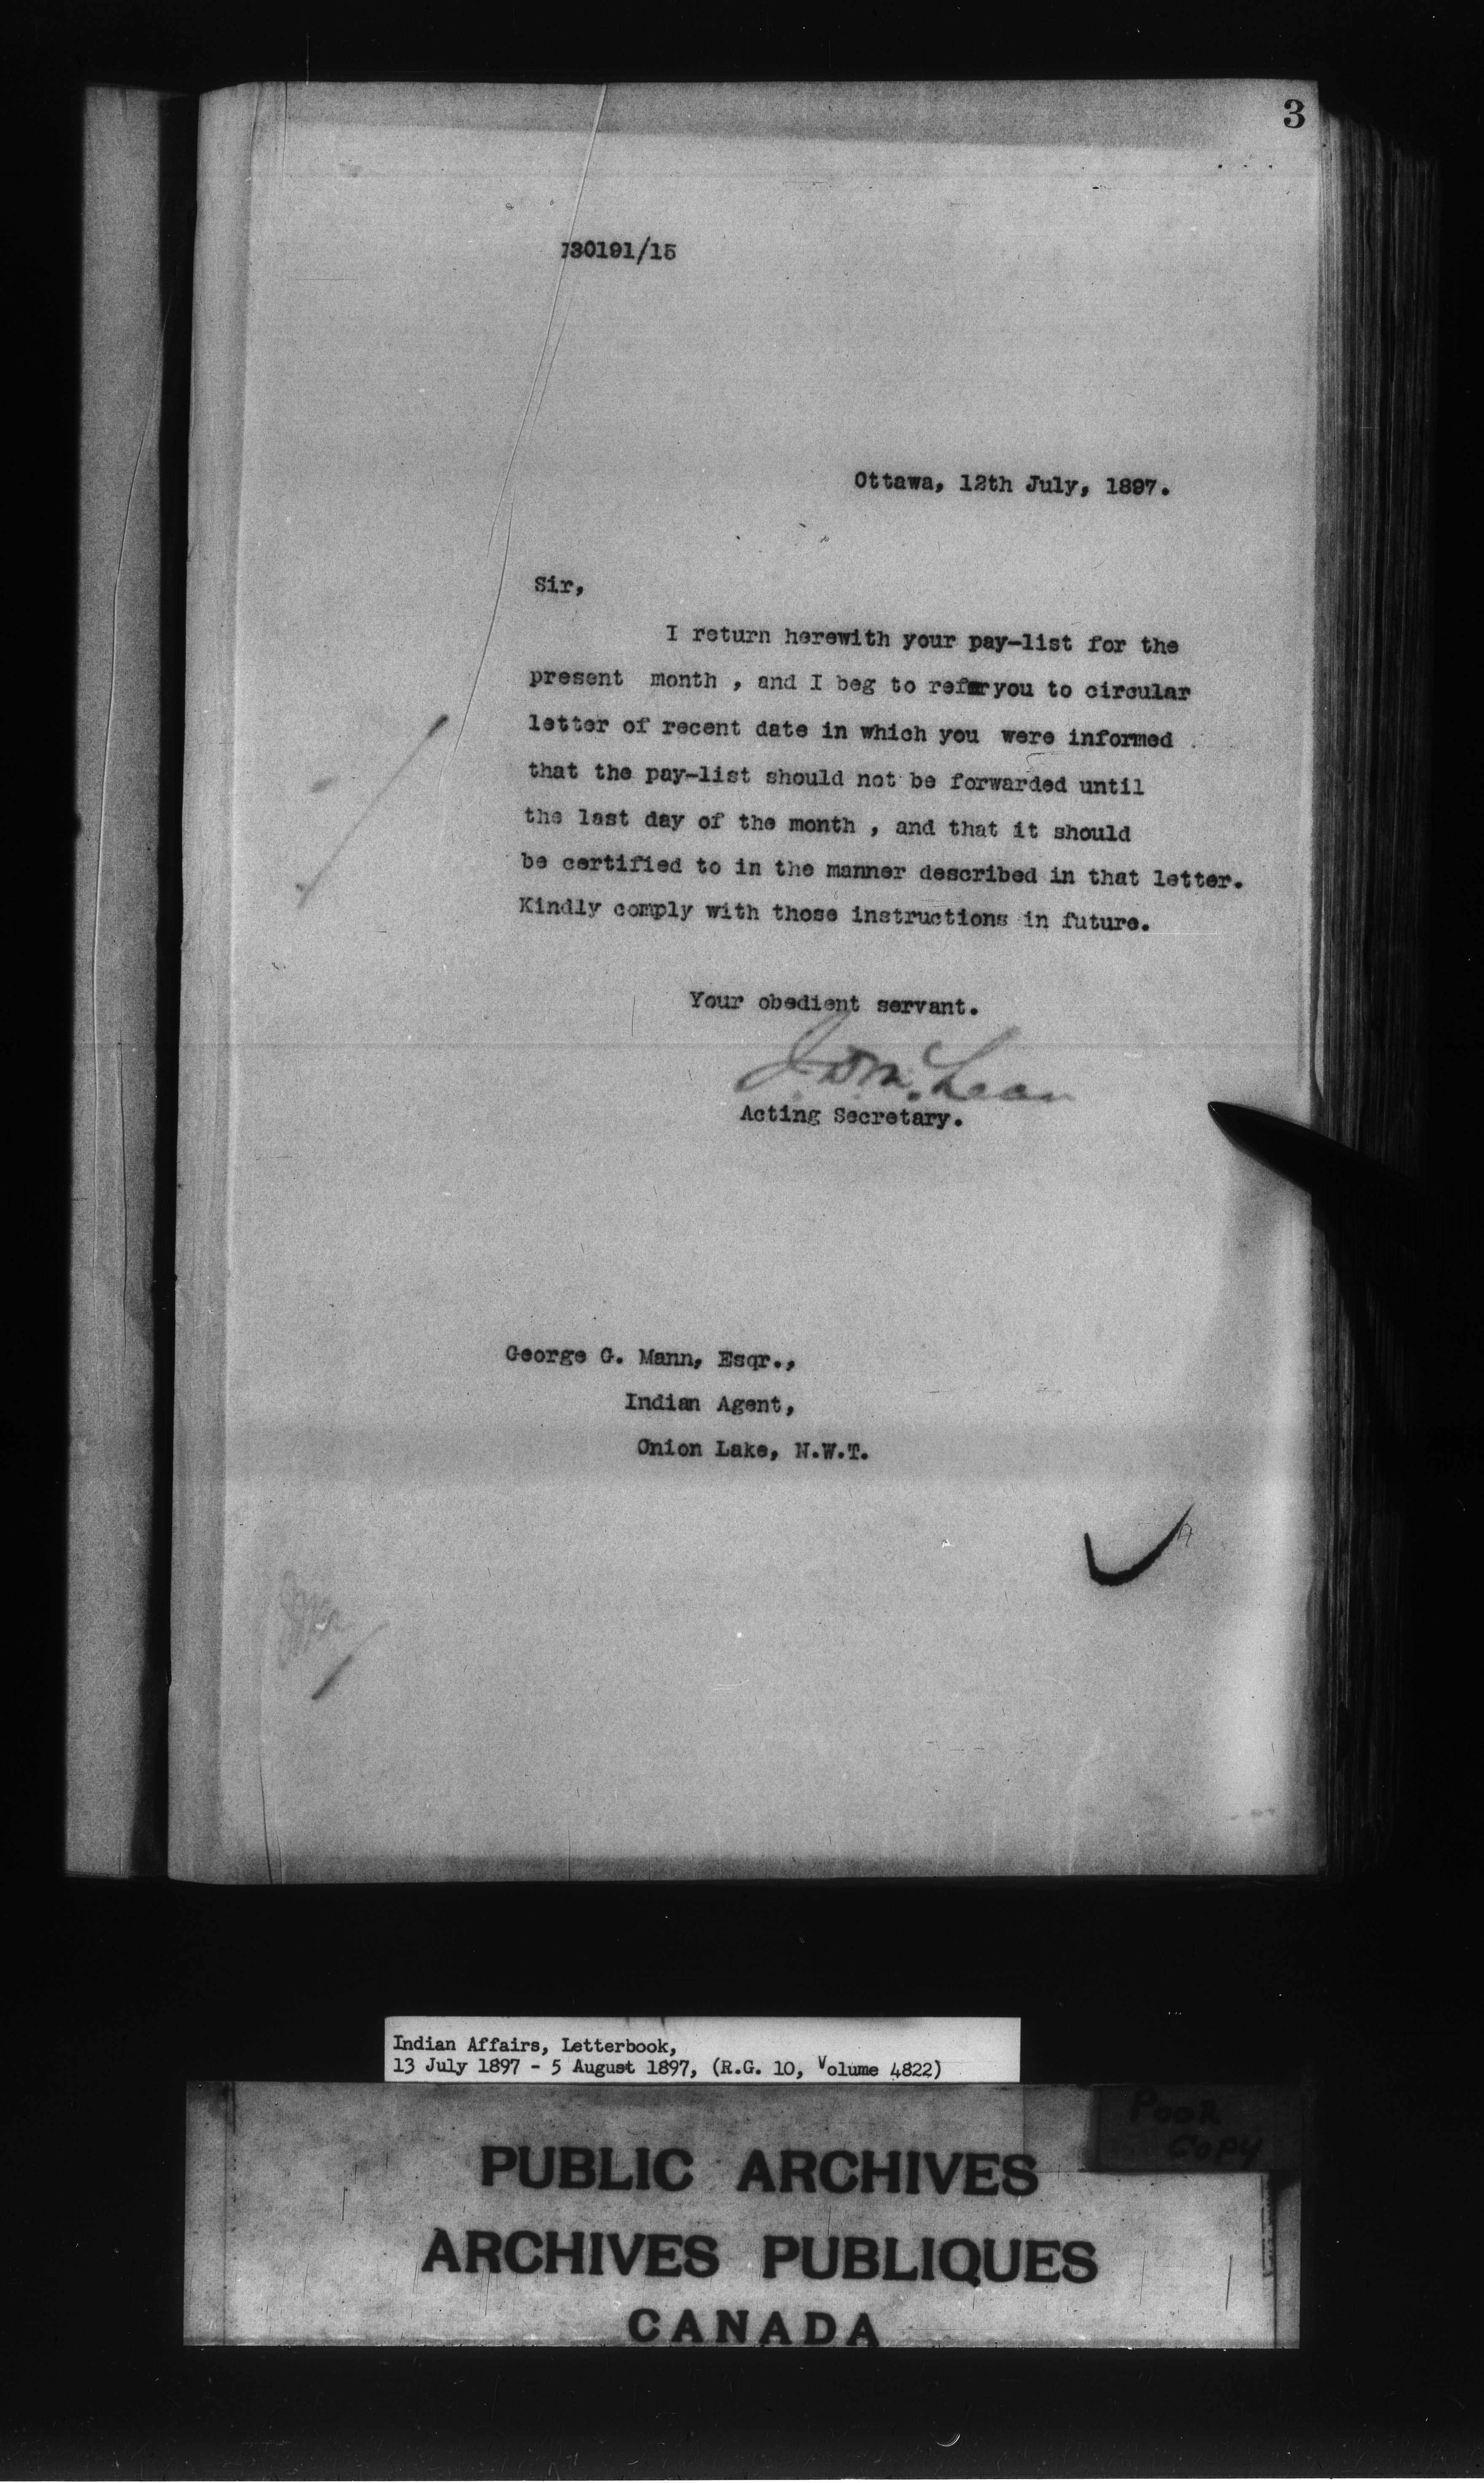 3
130191/15
Ottawa, 12th July, 1897.
Sir,
I return herewith your pay-list for the
present month , and I beg to refer you to circular
letter of recent date in which you were informed
that the pay-list should not be forwarded until
the last day of the month , and that it should
be certified to in the manner described in that letter.
Kindly comply with those instructions in future.
Your obedient servant.
J.D. McLean
Acting Secretary.
George G. Mann, Esqr.,
Indian Agent,
Onion Lake, N.W.T.
Indian Affairs, Letterbook,
13 July 1897 - 5 August 1897, (R.G. 10, Volume 4822)
POOR
COPY
PUBLIC ARCHIVES
ARCHIVES PUBLIQUES
CANADA